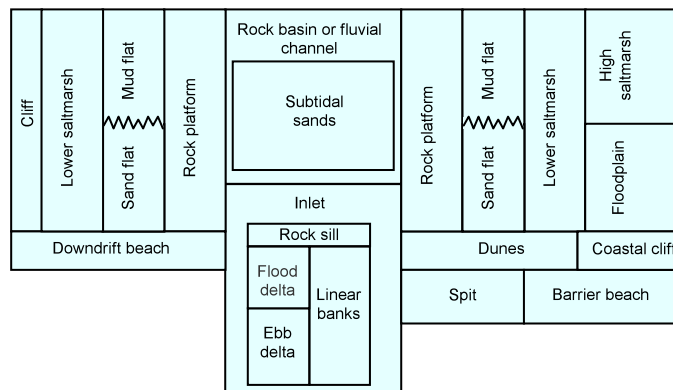 Cliff
Lower saltmarsh
Mud flat
Sand flat
Rock platform
Rock basin or fluvial
channel
Subtidal
sands
Rock platform
Mud flat
Sand flat
Lower saltmarsh
High
saltmarsh
Floodplain
Inlet
Rock sill
Flood
delta
Ebb
delta
Linear
banks
Downdrift beach
Dunes
Coastal cliff
Spit
Barrier beach